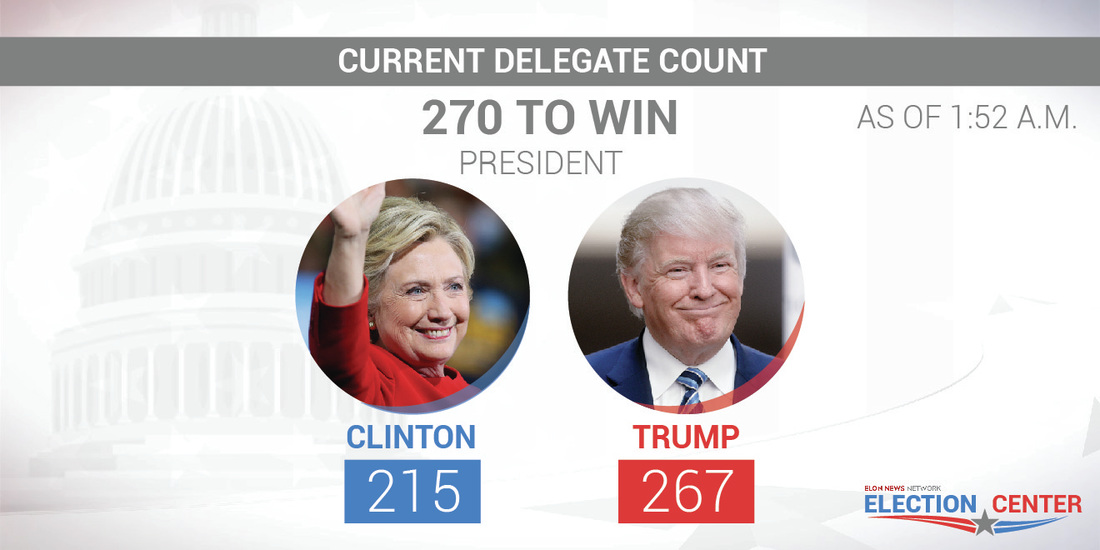 CURRENT DELEGATE COUNT
270 TO WIN
AS OF 1:52 A.M.
PRESIDENT
CLINTON
TRUMP
215
267
ELON NEWS NETWORK
ELECTION CENTER